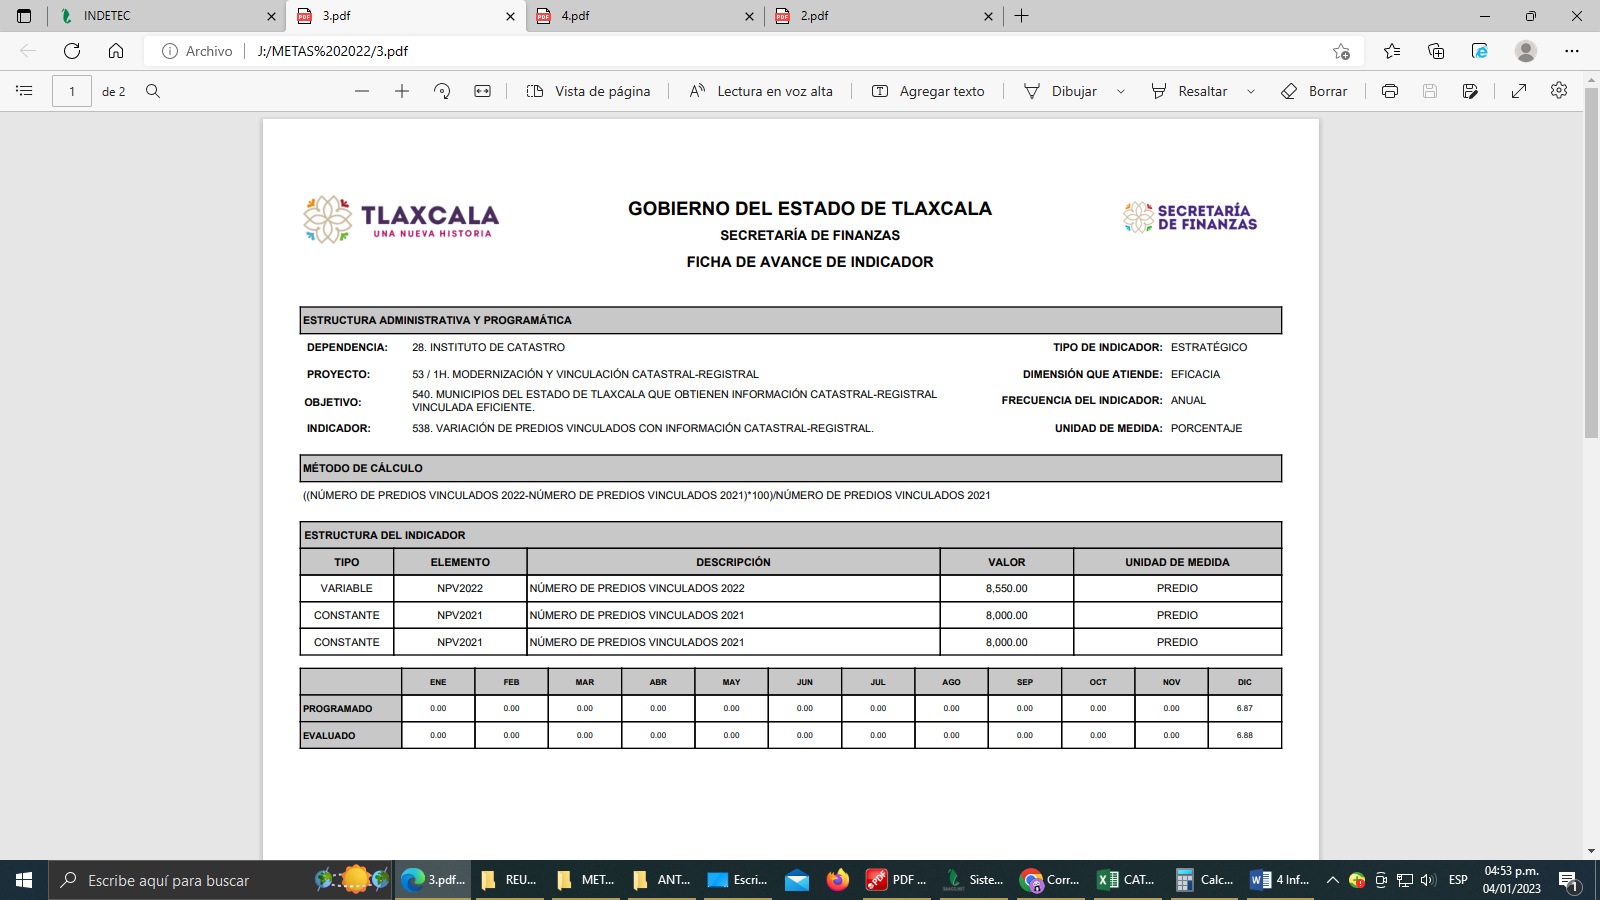 INDETEC
3.pdf
4.pdf
2.pdf
Archivo
J:/METAS%202022/3.pdf
1
de 2
Vista de página
Lectura en voz alta
Agregar texto
Dibujar
Resaltar
Borrar
TLAXCALA
UNA NUEVA HISTORIA
GOBIERNO DEL ESTADO DE TLAXCALA
SECRETARÍA DE FINANZAS
FICHA DE AVANCE DE INDICADOR
SECRETARÍA
DE FINANZAS
ESTRUCTURA ADMINISTRATIVA Y PROGRAMÁTICA
DEPENDENCIA: 28. INSTITUTO DE CATASTRO TIPO DE INDICADOR: ESTRATÉGICO
PROYECTO: 53 / 1H. MODERNIZACIÓN Y VINCULACIÓN CATASTRAL-REGISTRAL DIMENSIÓN QUE ATIENDE: EFICACIA
OBJETIVO: 540. MUNICIPIOS DEL ESTADO DE TLAXCALA QUE OBTIENEN INFORMACIÓN CATASTRAL-REGISTRAL
VINCULADA EFICIENTE. FRECUENCIA DEL INDICADOR: ANUAL
INDICADOR: 538. VARIACIÓN DE PREDIOS VINCULADOS CON INFORMACIÓN CATASTRAL-REGISTRAL. UNIDAD DE MEDIDA: PORCENTAJE
MÉTODO DE CÁLCULO
((NÚMERO DE PREDIOS VINCULADOS 2022-NÚMERO DE PREDIOS VINCULADOS 2021)*100)/NÚMERO DE PREDIOS VINCULADOS 2021
ESTRUCTURA DEL INDICADOR
TIPO ELEMENTO DESCRIPCIÓN VALOR UNIDAD DE MEDIDA
VARIABLE NPV2022 NÚMERO DE PREDIOS VINCULADOS 2022 8,550.00 PREDIO
CONSTANTE NPV2021 NÚMERO DE PREDIOS VINCULADOS 2021 8,000.00 PREDIO
CONSTANTE NPV2021 NÚMERO DE PREDIOS VINCULADOS 2021 8,000.00 PREDIO
ENE FEB MAR ABR MAY JUN JUL AGO SEP OCT NOV DIC
PROGRAMADO 0.00 0.00 0.00 0.00 0.00 0.00 0.00 0.00 0.00 0.00 0.00 6.87
EVALUADO 0.00 0.00 0.00 0.00 0.00 0.00 0.00 0.00 0.00 0.00 0.00 6.88
Escribe aquí para buscar
3.pdf...
REU...
MET...
ANT...
Escri...
PDF ...
Siste...
Corr...
CAT...
Calc...
4 Inf...
ESP
04:53 p.m.
04/01/2023
1